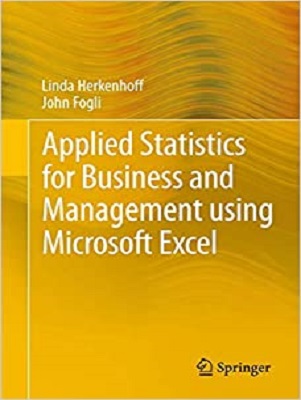 Linda Herkenhoff
John Fogli
Applied Statistics
for Business and
Management using
Microsoft Excel
Springer